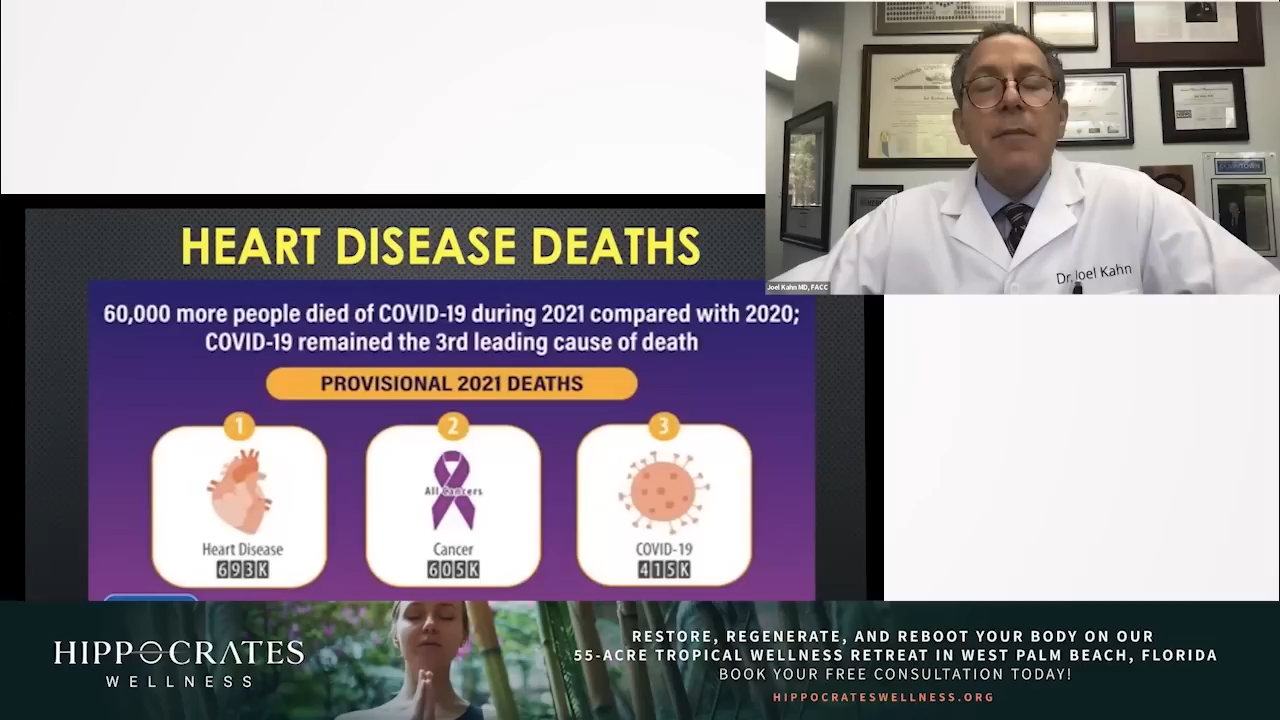 Dr. Joel Kahn
Joel Kahn MD, FACC
HEART DISEASE DEATHS
60,000 more people died of COVID-19 during 2021 compared with 2020;
COVID-19 remained the 3rd leading cause of death
PROVISIONAL 2021 DEATHS
1
2
3
All Cancers
Heart Disease
693K
Cancer
605K
COVID-19
415K
HIPPOCRATES
WELLNESS
RESTORE, REGENERATE, AND REBOOT YOUR BODY ON OUR
55-ACRE TROPICAL WELLNESS RETREAT IN WEST PALM BEACH, FLORIDA
BOOK YOUR FREE CONSULTATION TODAY!
HIPPOCRATESWELLNESS.ORG